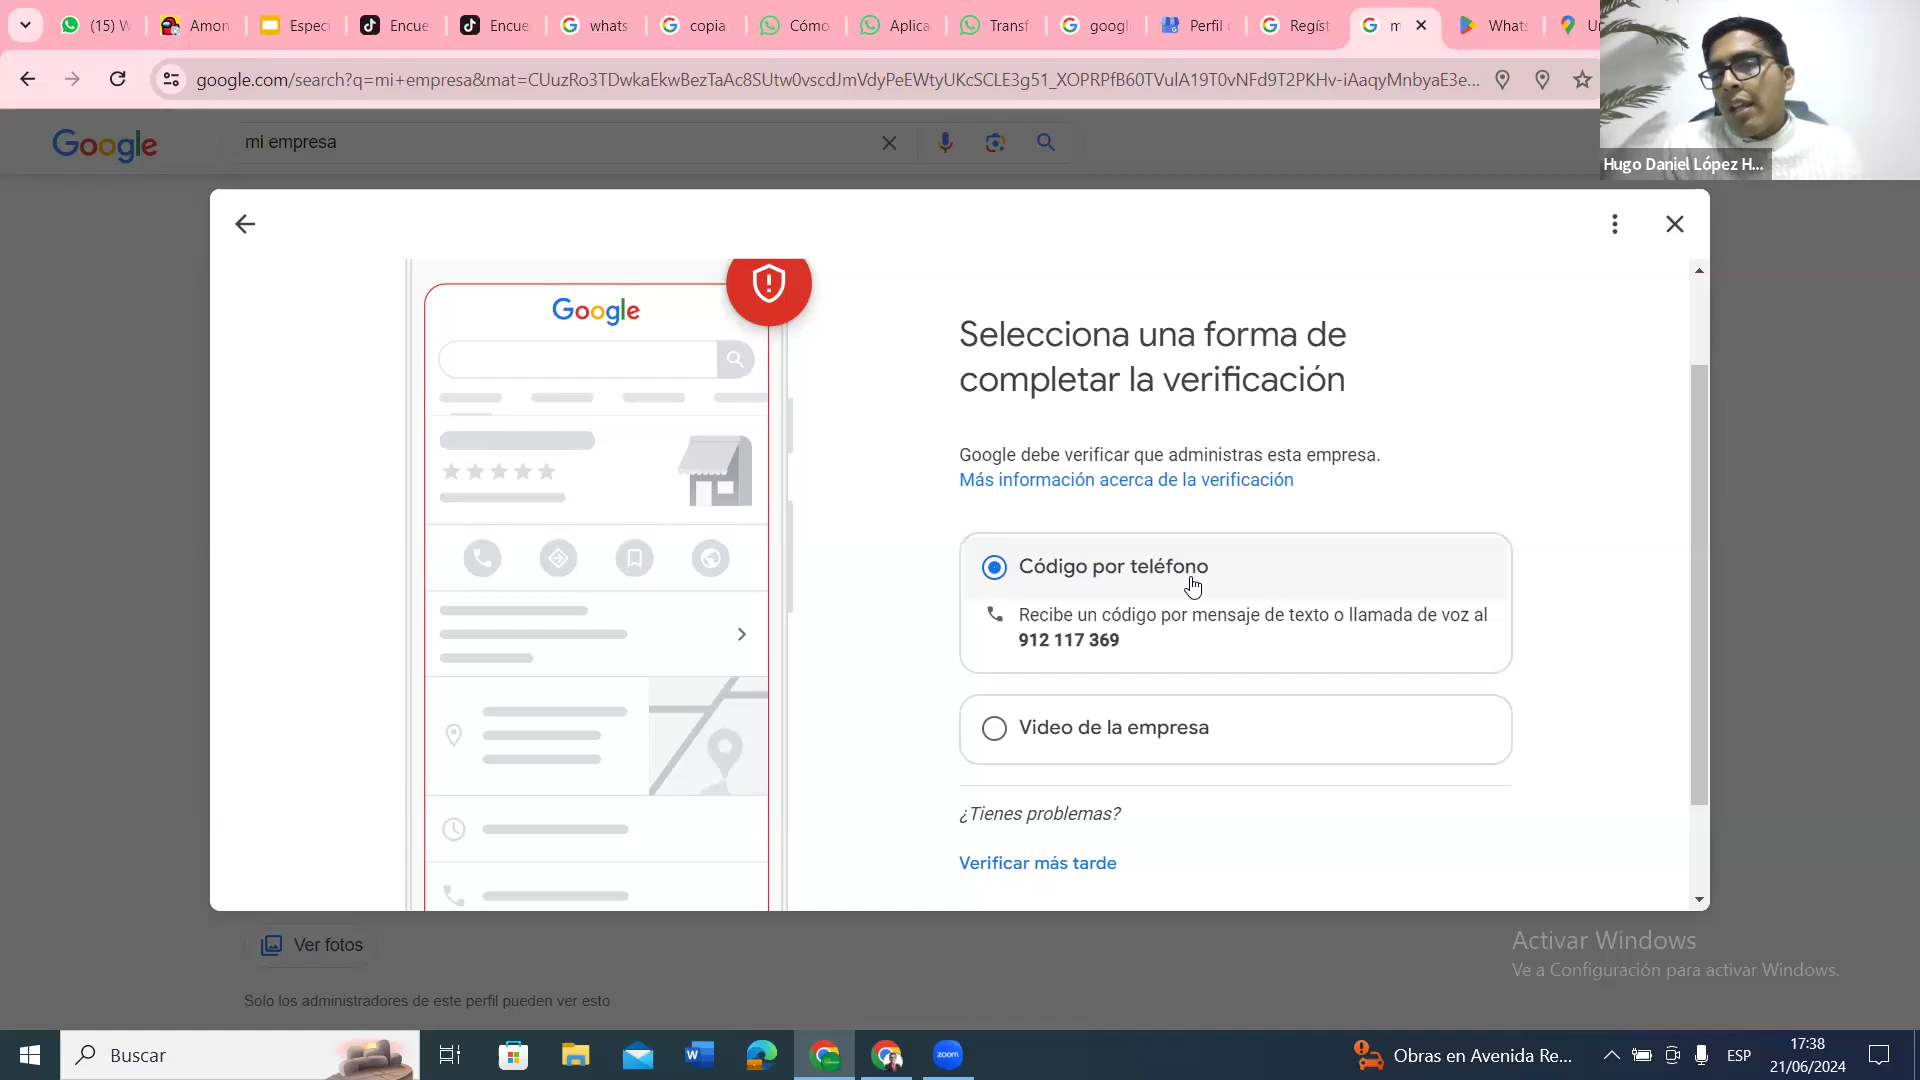 (15) W
Amon
Especi
Encue
Encue
whats
copia
Cómo
Aplica
Transf
googl
Perfil
Regíst
m
Whats
google.com/search?q=mi+empresa&mat=CUuzRo3TDwkaEkwBezTaAc8SUtw0vscdJmVdyPeEWtyUKcSCLE3g51_XOPRPfB60TVulA19T0vNFd9T2PKHv-iAaqyMnbyaE3e...
Google
mi empresa
Hugo Daniel López H...
Google
Selecciona una forma de
completar la verificación
Google debe verificar que administras esta empresa.
Más información acerca de la verificación
Código por teléfono
Recibe un código por mensaje de texto o llamada de voz al
912 117 369
Video de la empresa
¿Tienes problemas?
Verificar más tarde
Ver fotos
Solo los administradores de este perfil pueden ver esto
Activar Windows
Ve a Configuración para activar Windows.
Buscar
zoom
Obras en Avenida Re...
ESP
17:38
21/06/2024